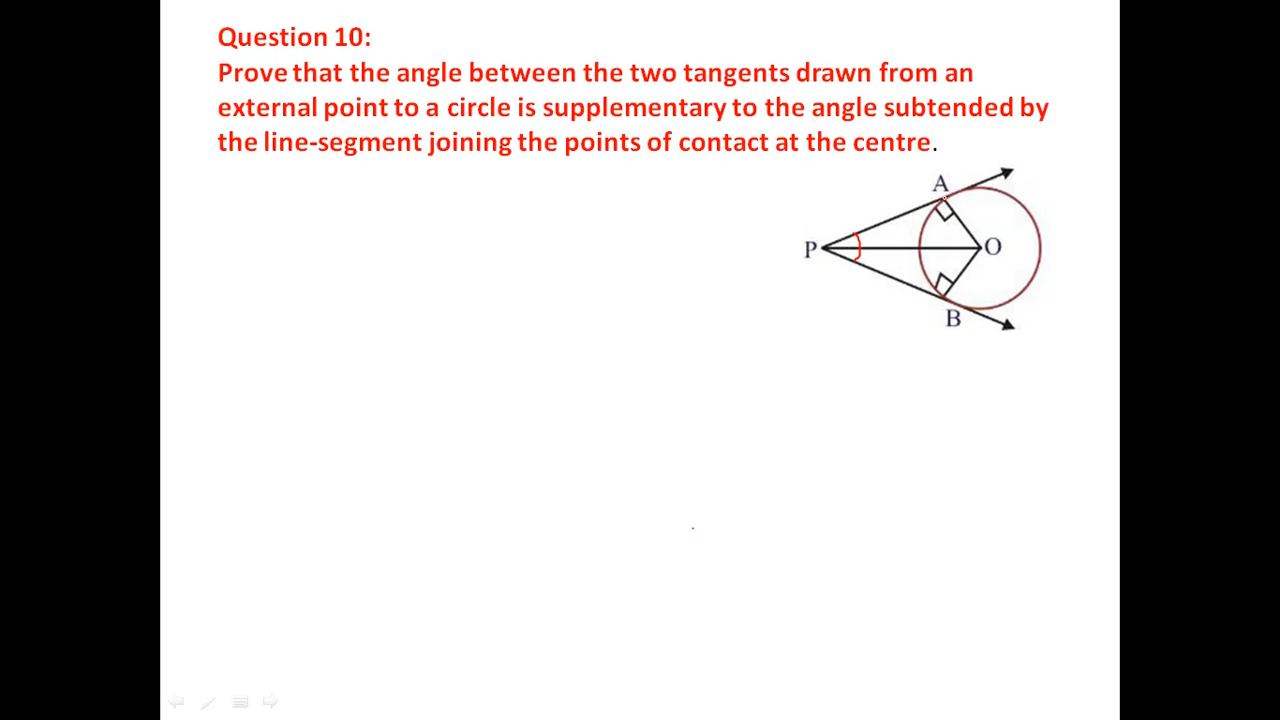 Question 10:
Prove that the angle between the two tangents drawn from an
external point to a circle is supplementary to the angle subtended by
the line-segment joining the points of contact at the centre.
A
P
O
B